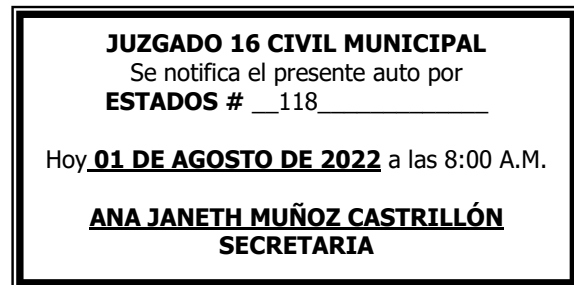 JUZGADO 16 CIVIL MUNICIPAL
Se notifica el presente auto por
ESTADOS # __118_____________
Hoy 01 DE AGOSTO DE 2022 a las 8:00 A.M.
ANA JANETH MUÑOZ CASTRILLÓN
SECRETARIA